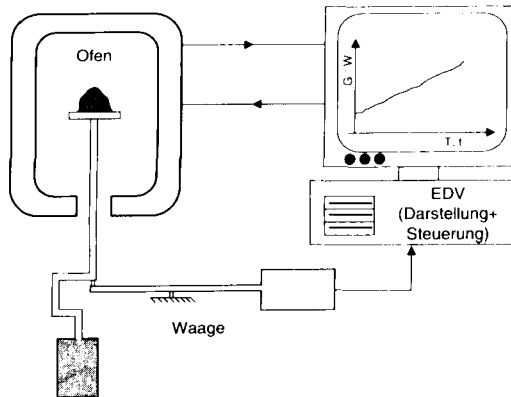 Ofen
G W
T. t
EDV
(Darstellung+
Steuerung)
Waage